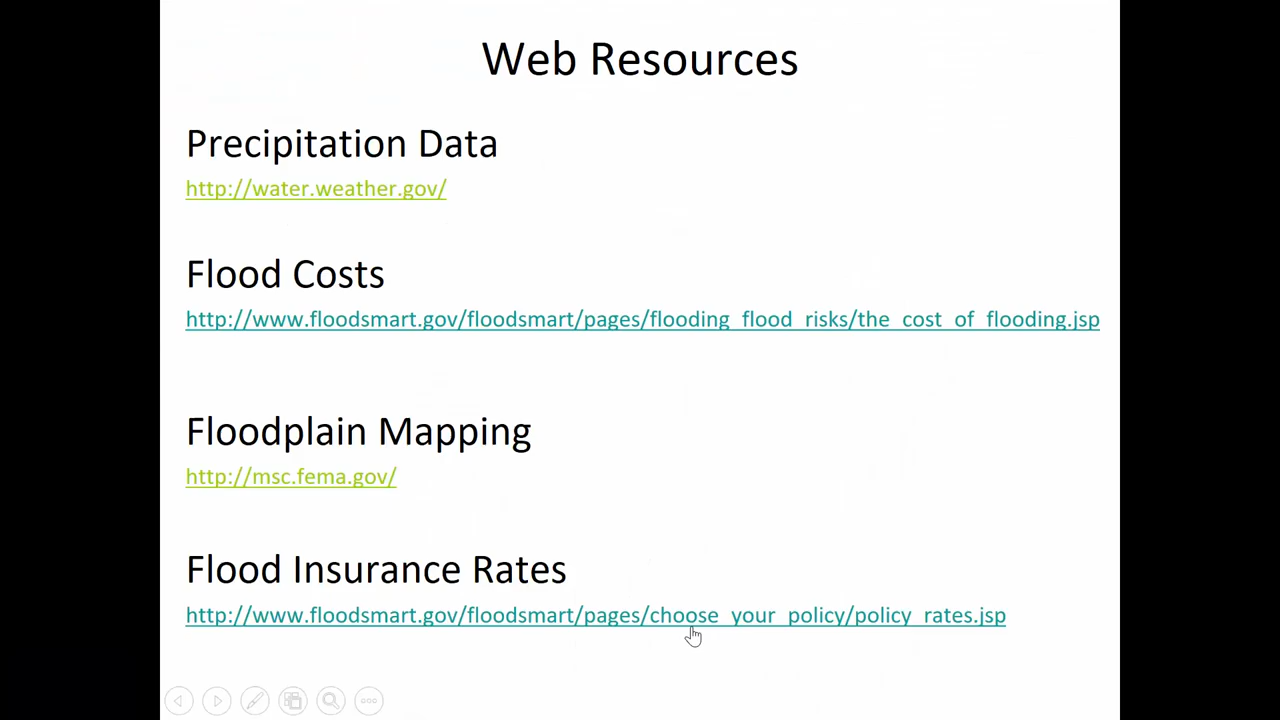 Web Resources
Precipitation Data
http://water.weather.gov/
Flood Costs
http://www.floodsmart.gov/floodsmart/pages/flooding_flood_risks/the_cost_of_flooding.jsp
Floodplain Mapping
http://msc.fema.gov/
Flood Insurance Rates
http://www.floodsmart.gov/floodsmart/pages/choose_your_policy/policy_rates.jsp